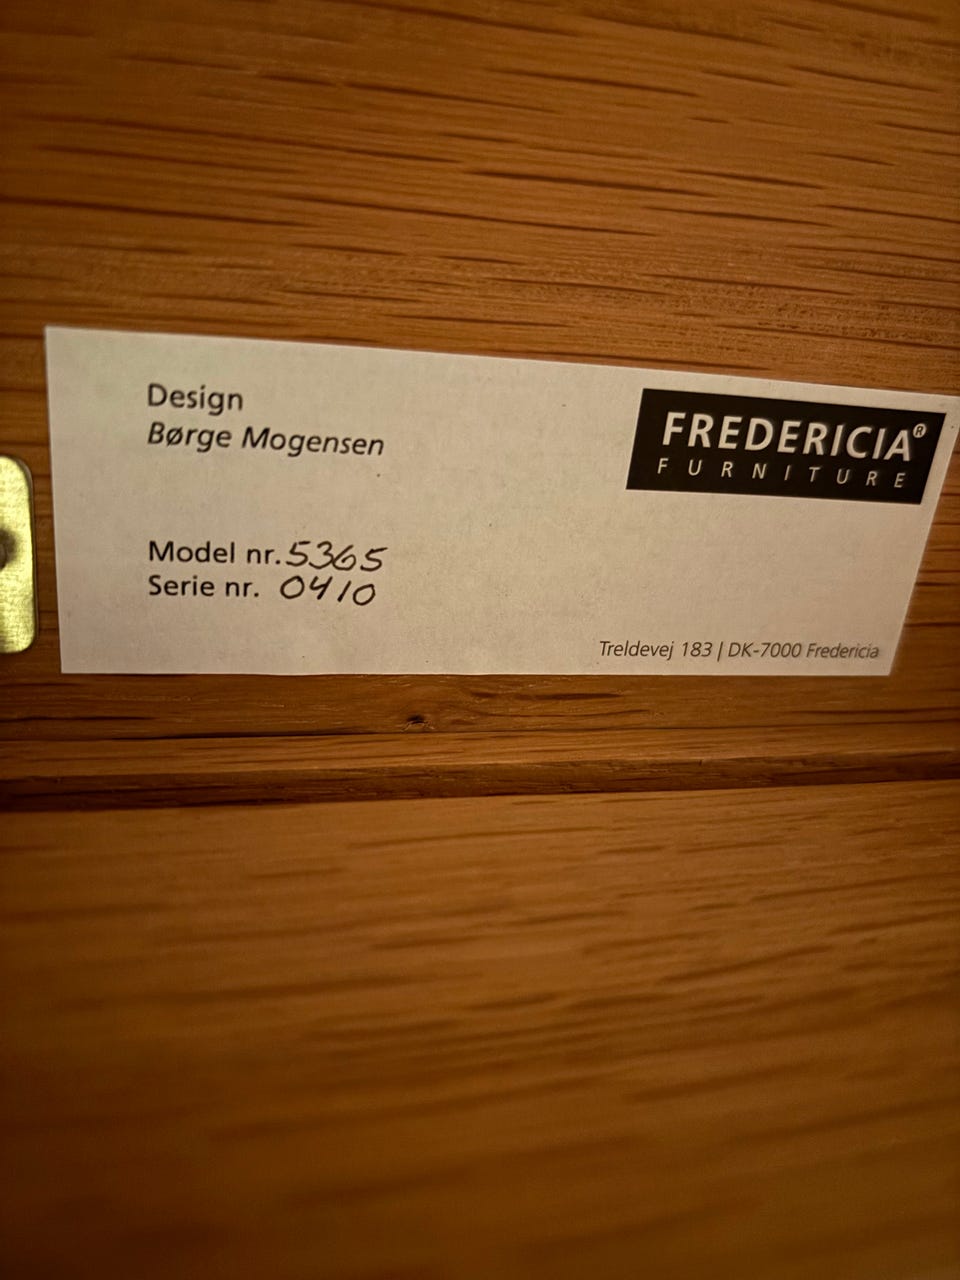 Design
Børge Mogensen
FREDERICIA®
FURNITURE
Model nr. 5365
Serie nr. 0410
Treldevej 183 | DK-7000 Fredericia